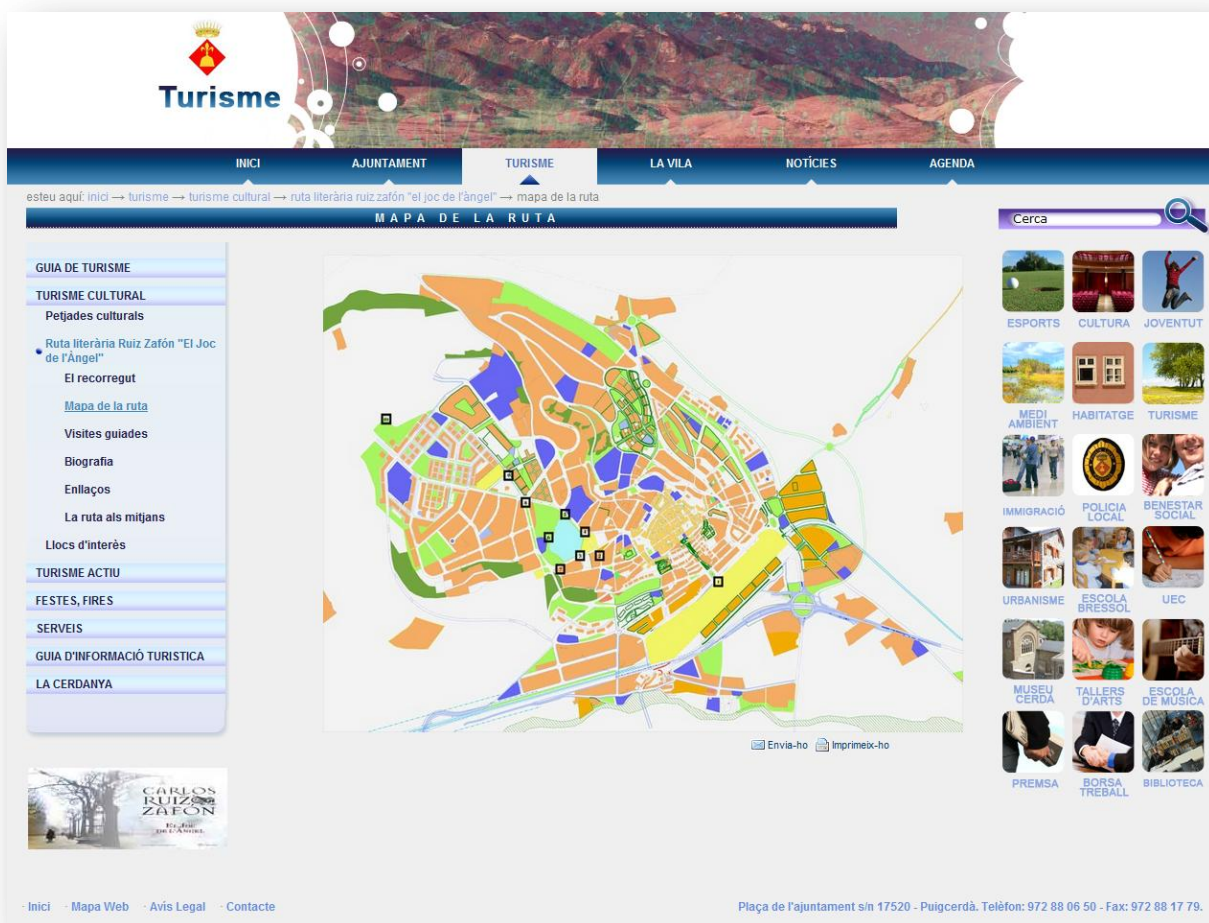 Turisme
INICI
AJUNTAMENT
TURISME
LA VILA
NOTÍCIES
AGENDA
esteu aquí: inici → turisme → turisme cultural → ruta literària ruiz zafón "el joc de l'àngel" → mapa de la ruta
MAPA DE LA RUTA
Cerca
GUIA DE TURISME
TURISME CULTURAL
Petjades culturals
Ruta literària Ruiz Zafón "El Joc
de l'Àngel"
El recorregut
Mapa de la ruta
Visites guiades
Biografia
Enllaços
La ruta als mitjans
Llocs d'interès
TURISME ACTIU
FESTES, FIRES
SERVEIS
GUIA D'INFORMACIÓ TURISTICA
LA CERDANYA
Envia-ho
Imprimeix-ho
ESPORTS
CULTURA
JOVENTUT
MEDI
AMBIENT
HABITATGE
TURISME
IMMIGRACIÓ
POLICIA
LOCAL
BENESTAR
SOCIAL
URBANISME
ESCOLA
BRESSOL
UEC
MUSEU
CERDÀ
TALLERS
D'ARTS
ESCOLA
DE MÚSICA
PREMSA
BORSA
TREBALL
BIBLIOTECA
CARLOS
RUIZ
ZAFÓN
EL JOC
DE L'ÀNGEL
· Inici · Mapa Web · Avís Legal · Contacte
Plaça de l'ajuntament s/n 17520 - Puigcerdà. Telèfon: 972 88 06 50 - Fax: 972 88 17 79.